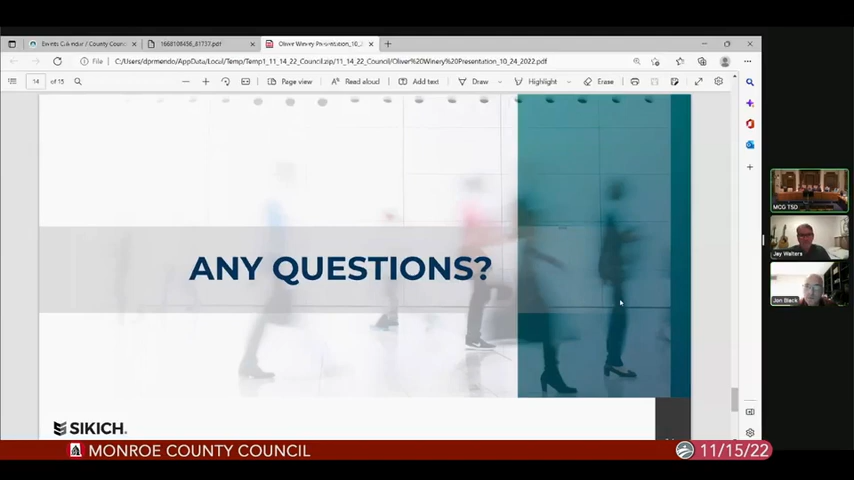 Events Calendar / County Counc
1668108456_81737.pdf
Oliver Winery Presentation_10_2
File
C:/Users/dprmendo/AppData/Local/Temp/Temp1_11_14_22_Council.zip/11_14_22_Council/Oliver%20Winery%20Presentation_10_24_2022.pdf
14 of 15
Page view
Read aloud
Add text
Draw
Highlight
Erase
MCG TSD
Jay Walters
Jon Black
ANY QUESTIONS?
SIKICH.
MONROE COUNTY COUNCIL
11/15/22